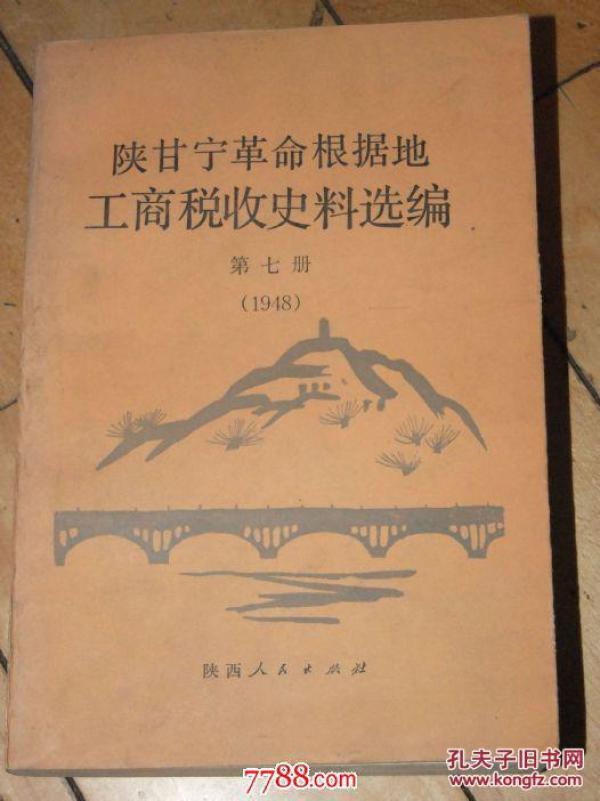 陕甘宁革命根据地
工商税收史料选编
第七册
(1948)
陕西人民出版社
7788.com
孔夫子旧书网
www.kongfz.com